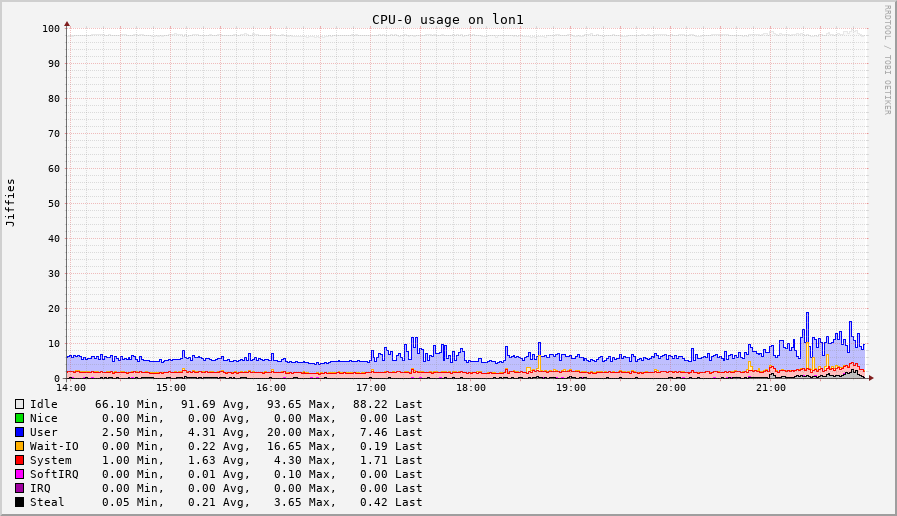 CPU-0 usage on lon1
RRDTOOL / TOBI OETIKER
Jiffies
100
90
80
70
60
50
40
30
20
10
0
14:00 15:00 16:00 17:00 18:00 19:00 20:00 21:00
Idle 66.10 Min, 91.69 Avg, 93.65 Max, 88.22 Last
Nice 0.00 Min, 0.00 Avg, 0.00 Max, 0.00 Last
User 2.50 Min, 4.31 Avg, 20.00 Max, 7.46 Last
Wait-IO 0.00 Min, 0.22 Avg, 16.65 Max, 0.19 Last
System 1.00 Min, 1.63 Avg, 4.30 Max, 1.71 Last
SoftIRQ 0.00 Min, 0.01 Avg, 0.10 Max, 0.00 Last
IRQ 0.00 Min, 0.00 Avg, 0.00 Max, 0.00 Last
Steal 0.05 Min, 0.21 Avg, 3.65 Max, 0.42 Last